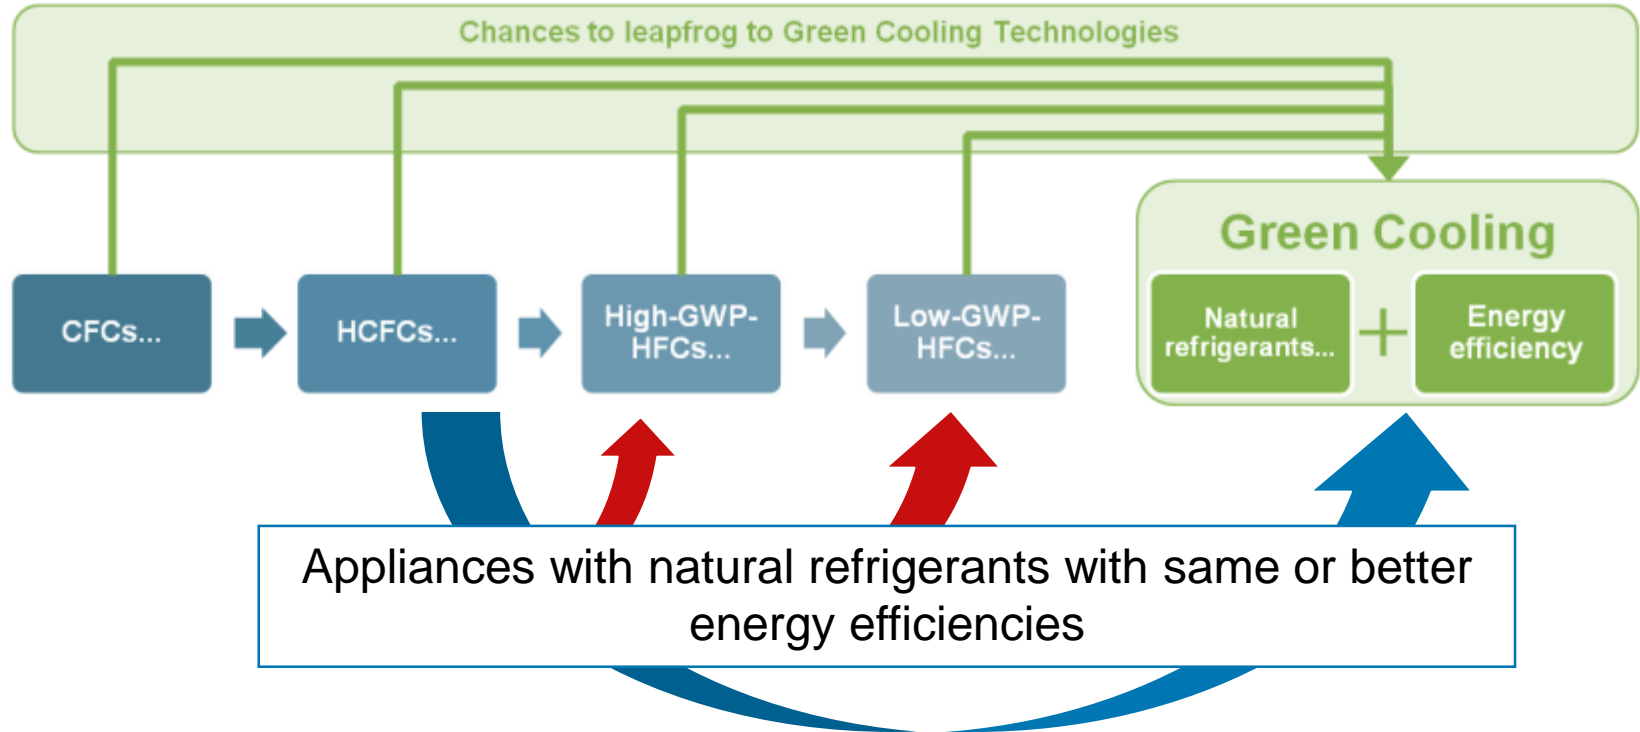 Chances to leapfrog to Green Cooling Technologies
Green Cooling
CFCs...
HCFCs...
High-GWP-
HFCs...
Low-GWP-
HFCs...
Natural
refrigerants...
+
Energy
efficiency
Appliances with natural refrigerants with same or better
energy efficiencies